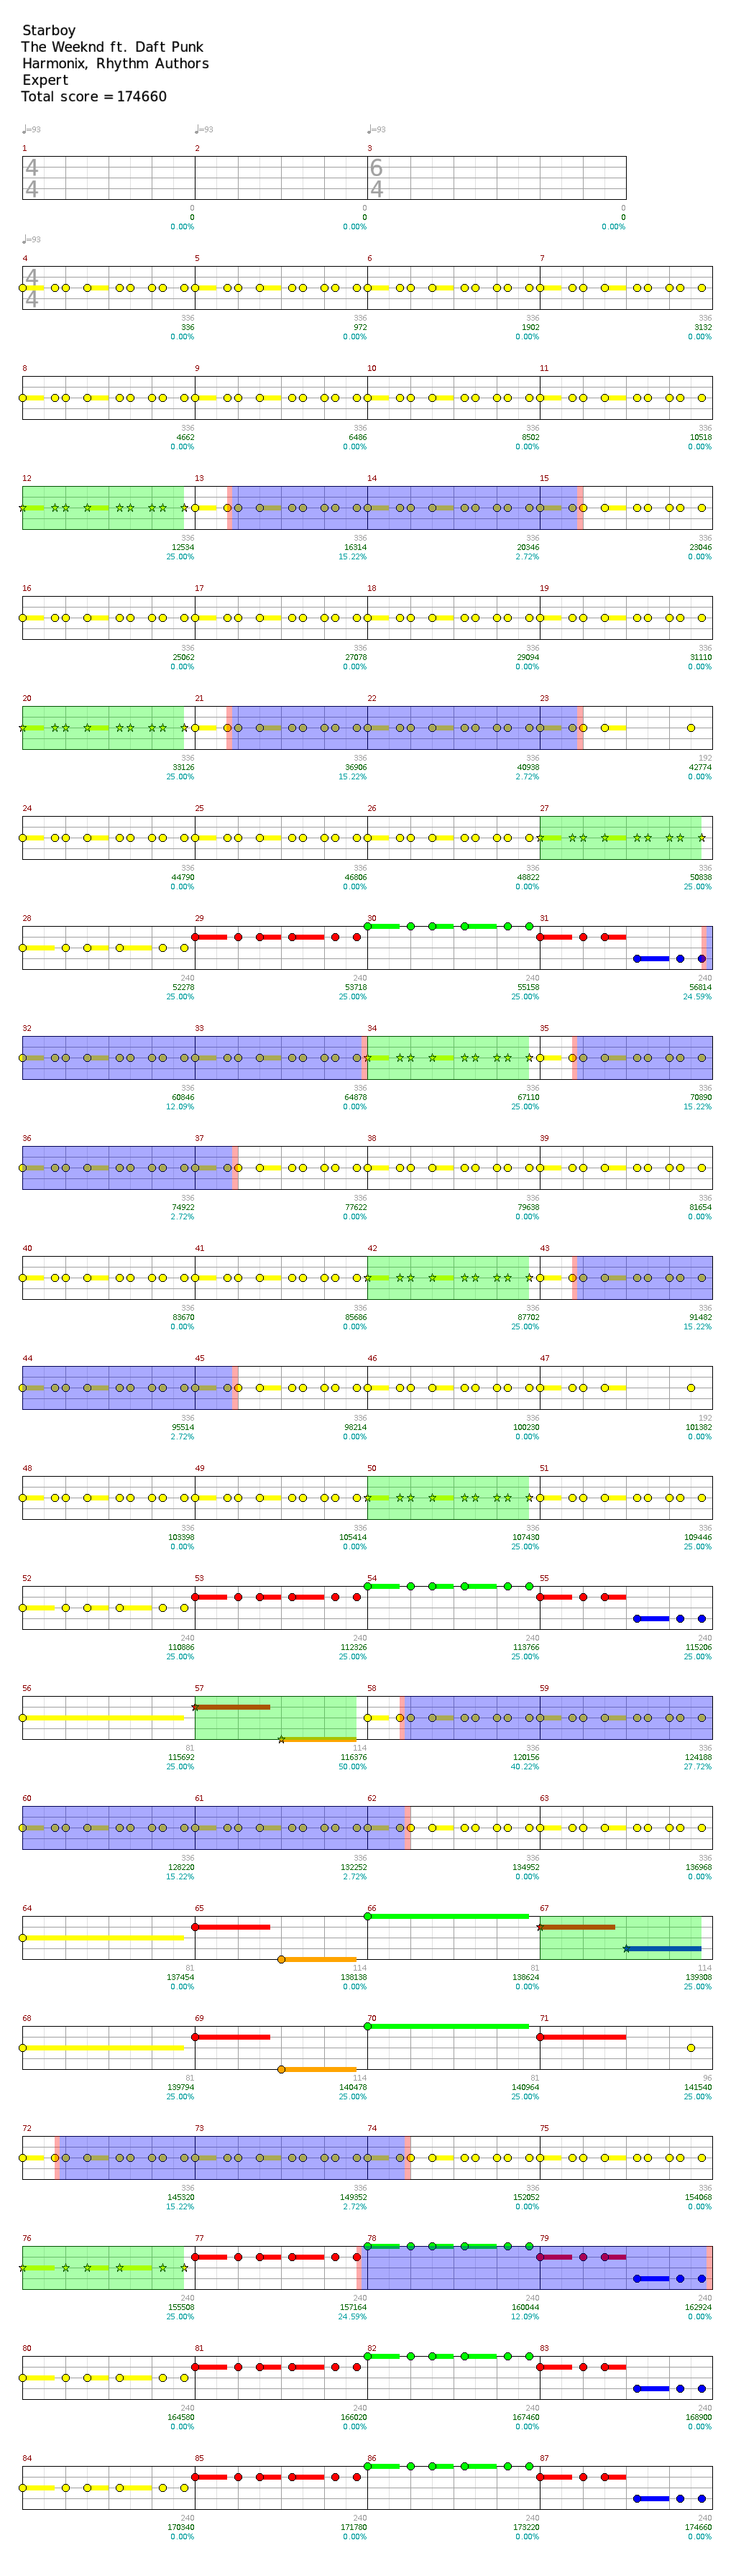 Starboy
The Weeknd ft. Daft Punk
Harmonix, Rhythm Authors
Expert
Total score = 174660
♩=93 ♩=93 ♩=93
1 2 3
4 4 6 4
0 0 0
0 0 0
0.00% 0.00% 0.00%
♩=93
4 5 6 7
4 4
336 336 336 336
336 972 1902 3132
0.00% 0.00% 0.00% 0.00%
8 9 10 11
336 336 336 336
4662 6486 8502 10518
0.00% 0.00% 0.00% 0.00%
12 13 14 15
336 336 336 336
12534 16314 20346 23046
25.00% 15.22% 2.72% 0.00%
16 17 18 19
336 336 336 336
25062 27078 29094 31110
0.00% 0.00% 0.00% 0.00%
20 21 22 23
336 336 336 192
33126 36906 40938 42774
25.00% 15.22% 2.72% 0.00%
24 25 26 27
336 336 336 336
44790 46806 48822 50838
0.00% 0.00% 0.00% 25.00%
28 29 30 31
240 240 240 240
52278 53718 55158 56814
25.00% 25.00% 25.00% 24.59%
32 33 34 35
336 336 336 336
60846 64878 67110 70890
12.09% 0.00% 25.00% 15.22%
36 37 38 39
336 336 336 336
74922 77622 79638 81654
2.72% 0.00% 0.00% 0.00%
40 41 42 43
336 336 336 336
83670 85686 87702 91482
0.00% 0.00% 25.00% 15.22%
44 45 46 47
336 336 336 192
95514 98214 100230 101382
2.72% 0.00% 0.00% 0.00%
48 49 50 51
336 336 336 336
103398 105414 107430 109446
0.00% 0.00% 25.00% 25.00%
52 53 54 55
240 240 240 240
110886 112326 113766 115206
25.00% 25.00% 25.00% 25.00%
56 57 58 59
81 114 336 336
115692 116376 120156 124188
25.00% 50.00% 40.22% 27.72%
60 61 62 63
336 336 336 336
128220 132252 134952 136968
15.22% 2.72% 0.00% 0.00%
64 65 66 67
81 114 81 114
137454 138138 138624 139308
0.00% 0.00% 0.00% 25.00%
68 69 70 71
81 114 81 96
139794 140478 140964 141540
25.00% 25.00% 25.00% 25.00%
72 73 74 75
336 336 336 336
145320 149352 152052 154068
15.22% 2.72% 0.00% 0.00%
76 77 78 79
240 240 240 240
155508 157164 160044 162924
25.00% 24.59% 12.09% 0.00%
80 81 82 83
240 240 240 240
164580 166020 167460 168900
0.00% 0.00% 0.00% 0.00%
84 85 86 87
240 240 240 240
170340 171780 173220 174660
0.00% 0.00% 0.00% 0.00%